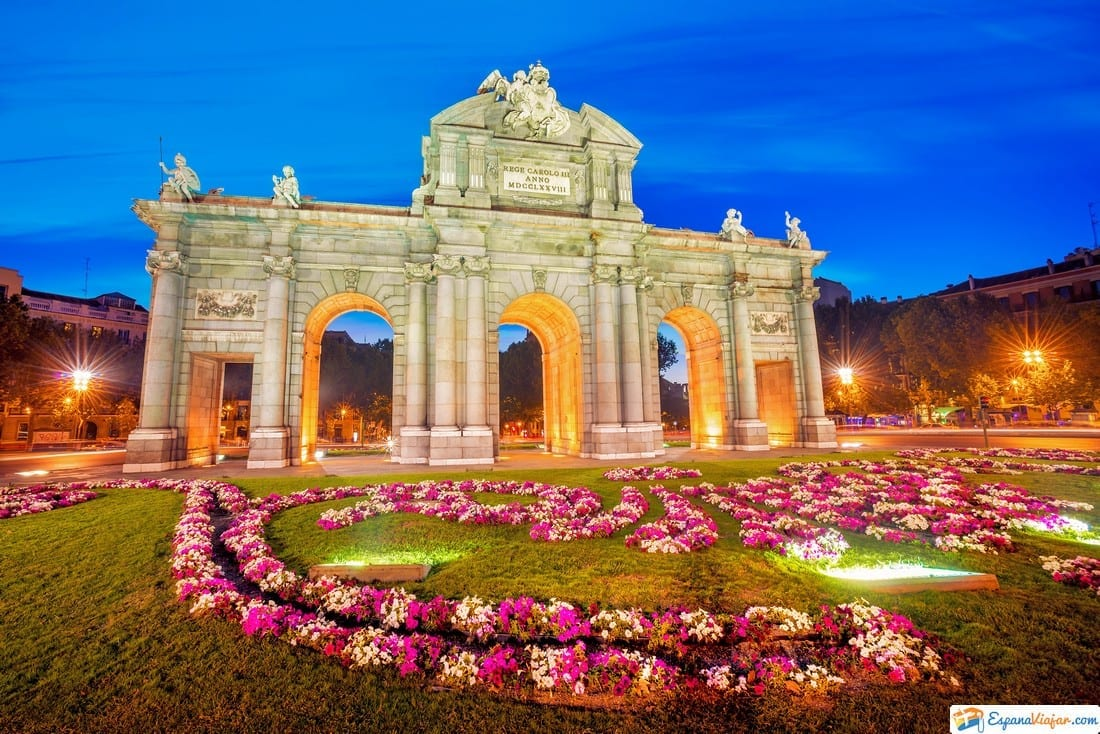 REGE CAROLO III
ANNO
MDCCLXXVIII
EspanaViajar.com